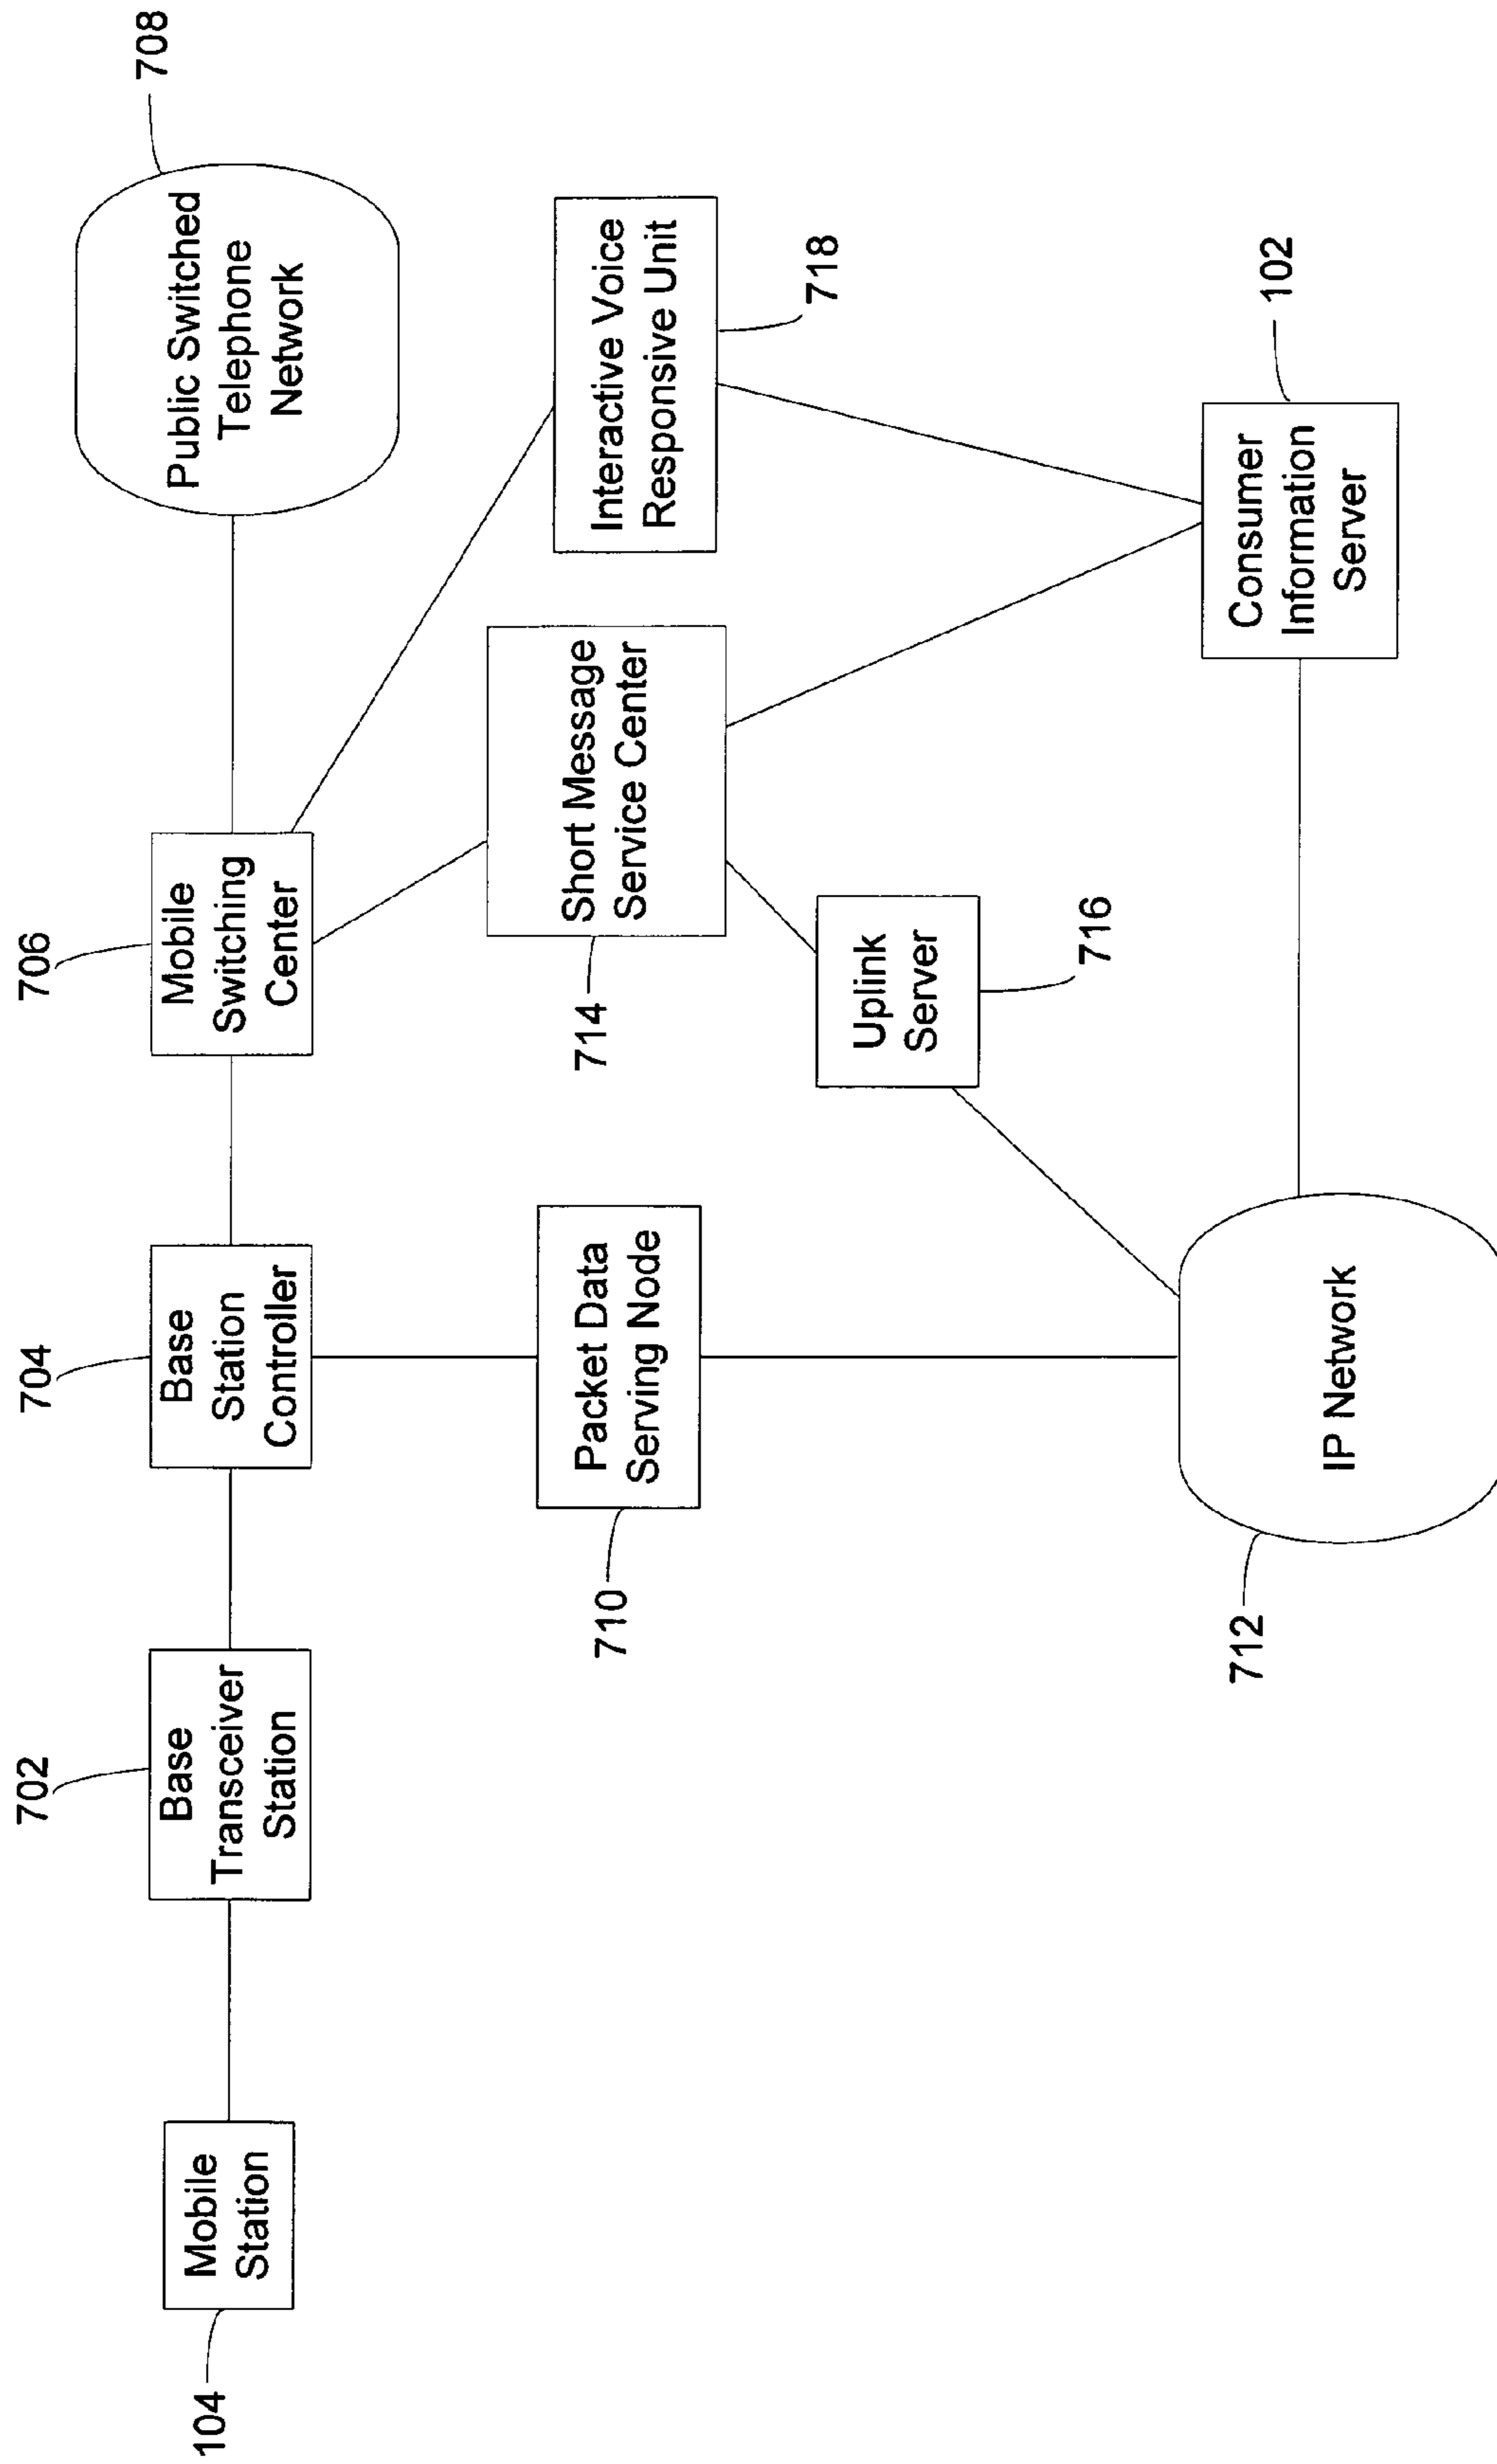 104
Mobile
Station
702
Base
Transceiver
Station
704
Base
Station
Controller
706
Mobile
Switching
Center
708
Public Switched
Telephone
Network
710
Packet Data
Serving Node
714
Short Message
Service Center
Interactive Voice
Responsive Unit
718
Uplink
Server
716
712
IP Network
Consumer
Information
Server
102